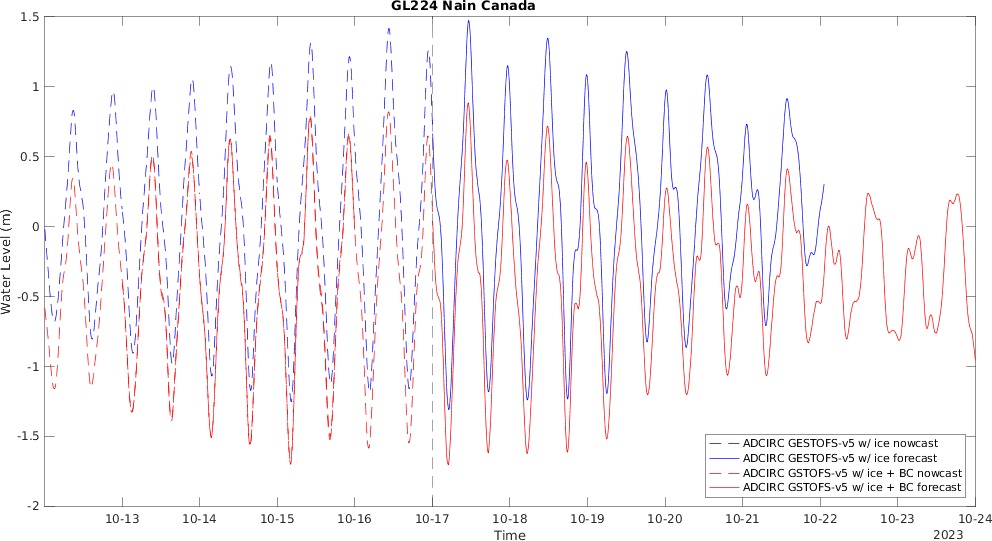 GL224 Nain Canada
1.5
1
0.5
0
-0.5
-1
-1.5
-2
Water Level (m)
ADCIRC GESTOFS-v5 w/ ice nowcast
ADCIRC GESTOFS-v5 w/ ice forecast
ADCIRC GSTOFS-v5 w/ ice + BC nowcast
ADCIRC GSTOFS-v5 w/ ice + BC forecast
10-13 10-14 10-15 10-16 10-17 10-18 10-19 10-20 10-21 10-22 10-23 10-24
Time
2023